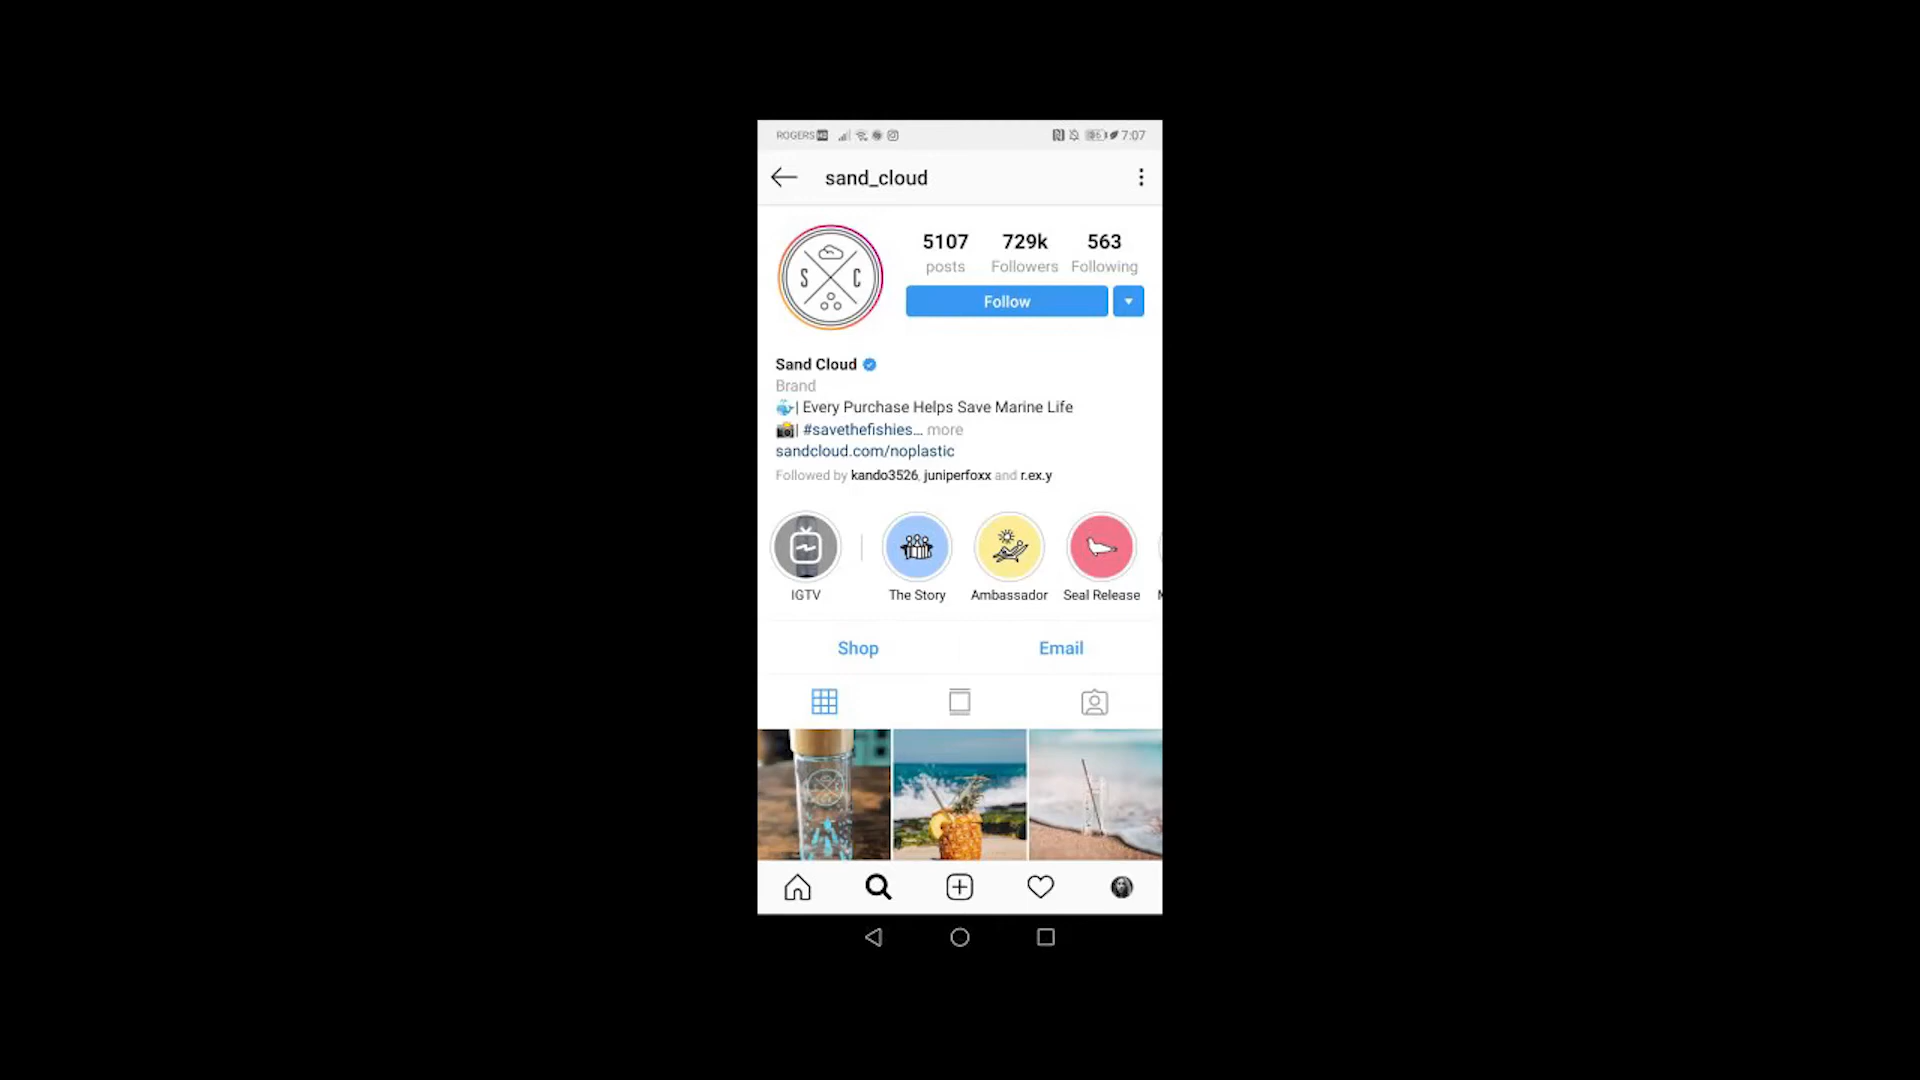 ROGERS HD 7:07
sand_cloud
S C
5107 729k 563
posts Followers Following
Follow
Sand Cloud
Brand
| Every Purchase Helps Save Marine Life
| #savethefishies... more
sandcloud.com/noplastic
Followed by kando3526, juniperfoxx and r.ex.y
IGTV The Story Ambassador Seal Release
Shop Email